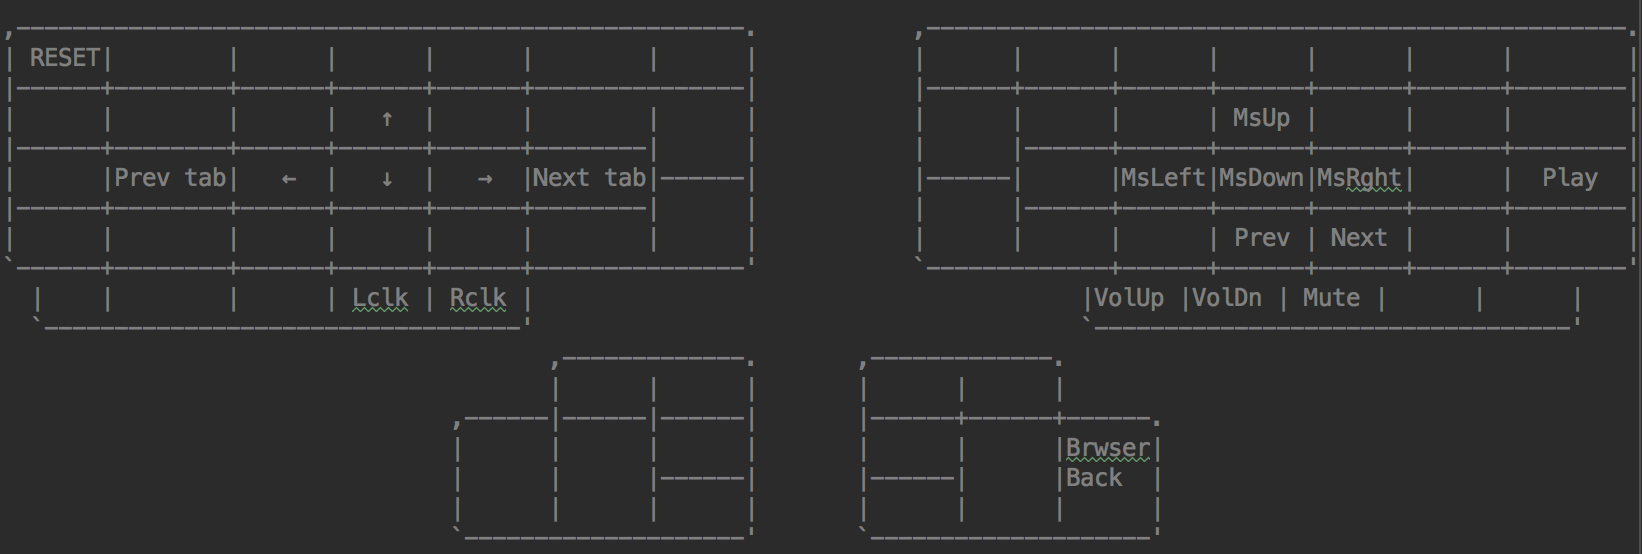 RESET
↑ MsUp
Prev tab ← ↓ → Next tab MsLeft MsDown MsRght Play
Prev Next
Lclk Rclk VolUp VolDn Mute
Brwser
Back